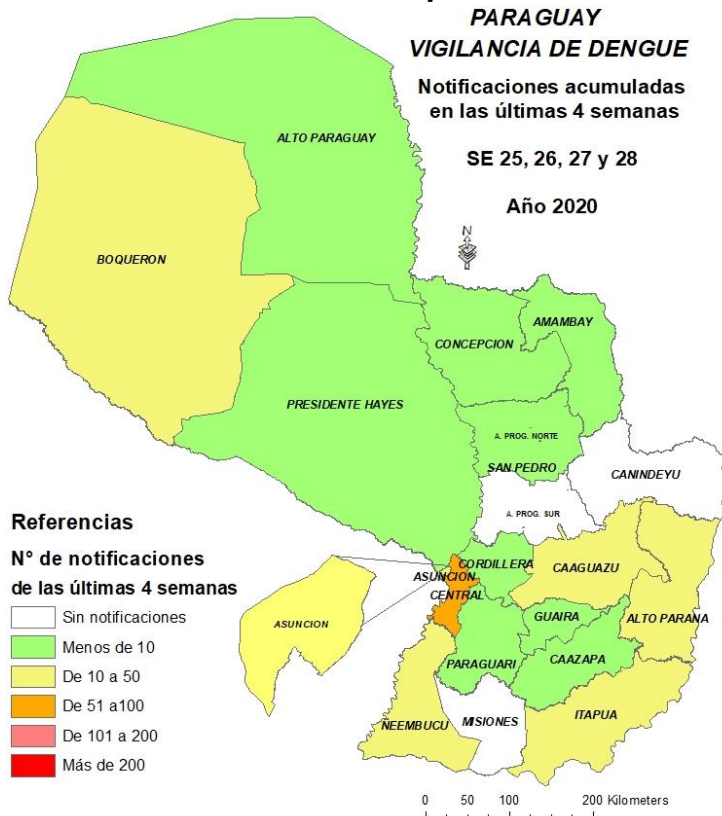 PARAGUAY
VIGILANCIA DE DENGUE
Notificaciones acumuladas
en las últimas 4 semanas
SE 25, 26, 27 y 28
Año 2020
N
ALTO PARAGUAY
BOQUERON
AMAMBAY
CONCEPCION
PRESIDENTE HAYES
A. PROG. NORTE
SAN PEDRO
CANINDEYU
A. PROG. SUR
CORDILLERA
ASUNCION
CAAGUAZU
CENTRAL
GUAIRA
ALTO PARANA
ASUNCION
PARAGUARI
CAAZAPA
NEEMBUCU
MISIONES
ITAPUA
Referencias
N° de notificaciones
de las últimas 4 semanas
Sin notificaciones
Menos de 10
De 10 a 50
De 51 a100
De 101 a 200
Más de 200
0 50 100 200 Kilometers